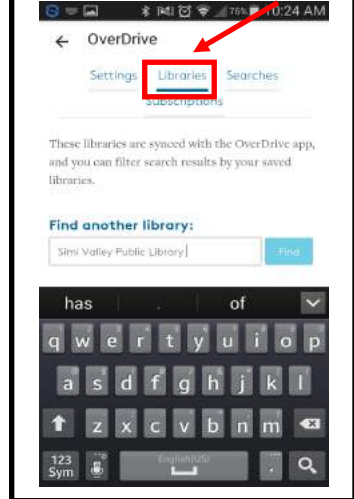 76% 10:24 AM
OverDrive
Settings Libraries Searches
Subscriptions
These libraries are synced with the OverDrive app,
and you can filter search results by your saved
libraries.
Find another library:
Simi Valley Public Library Find
has . of
q w e r t y u i o p
a s d f g h j k l
z x c v b n m
123
Sym English(US) .